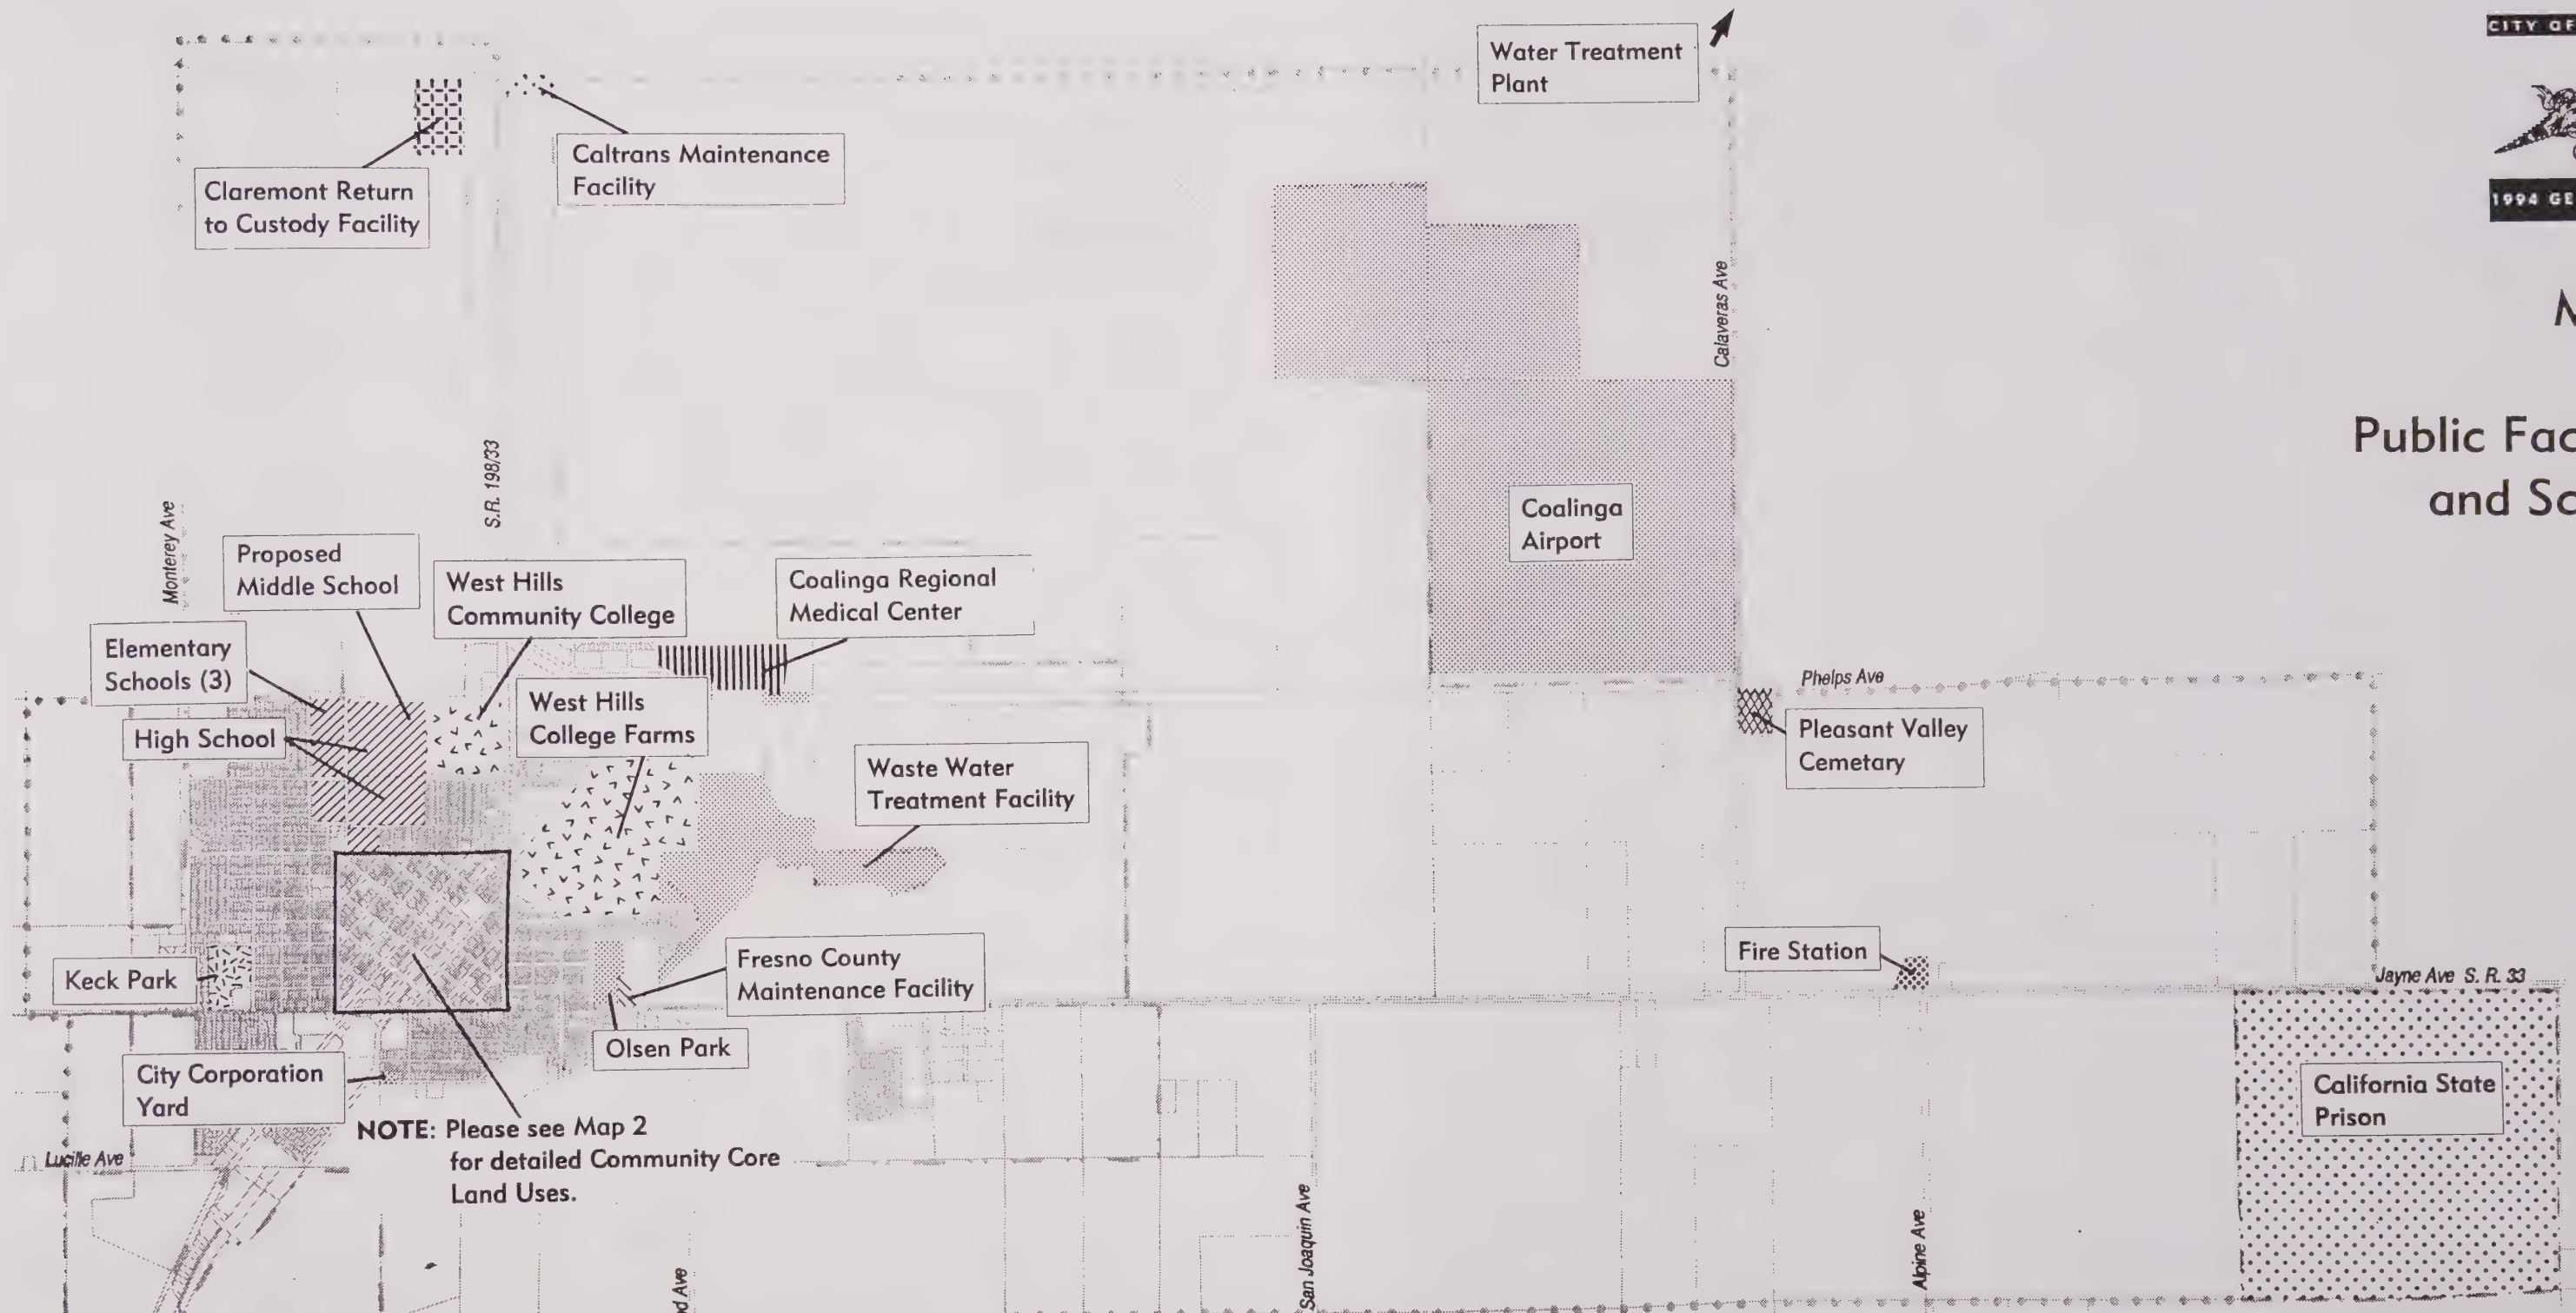 CITY OF
1994 GE
Public Fac
and Sc
Water Treatment
Plant
Caltrans Maintenance
Facility
Claremont Return
to Custody Facility
Calaveras Ave
S.R. 198/33
Monterey Ave
Coalinga
Airport
Proposed
Middle School
West Hills
Community College
Coalinga Regional
Medical Center
Elementary
Schools (3)
High School
West Hills
College Farms
Phelps Ave
Pleasant Valley
Cemetary
Waste Water
Treatment Facility
Keck Park
Fresno County
Maintenance Facility
Fire Station
Jayne Ave S. R. 33
Olsen Park
City Corporation
Yard
California State
Prison
NOTE: Please see Map 2
for detailed Community Core
Land Uses.
Lucille Ave
San Joaquin Ave
Alpine Ave
d Ave